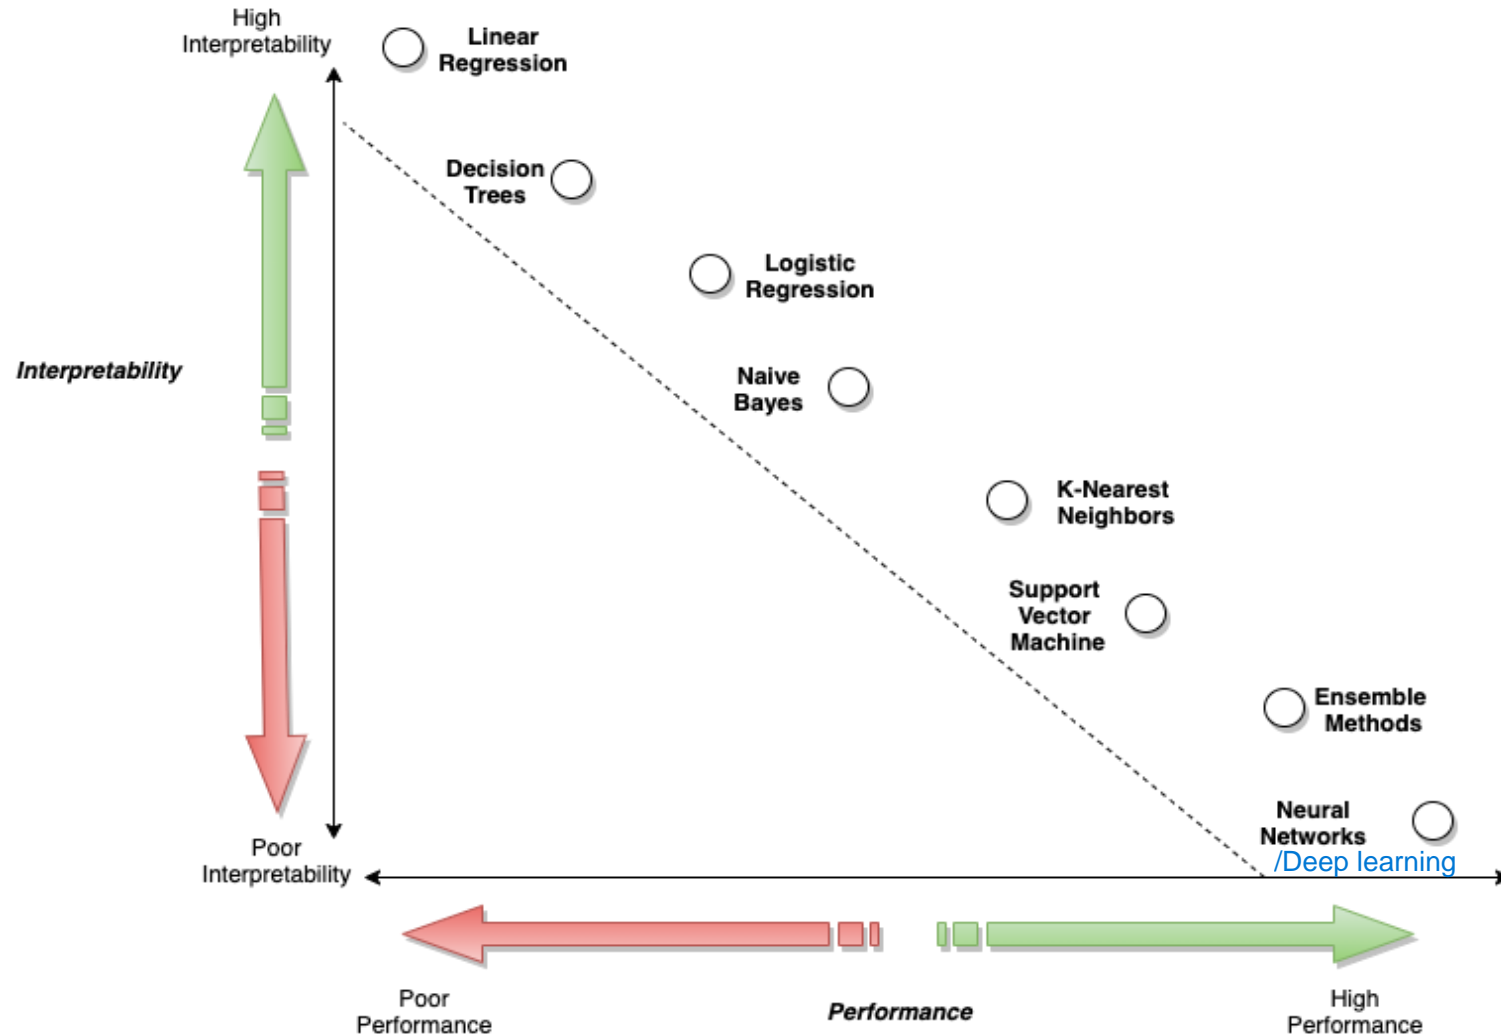 High
Interpretability
Linear
Regression
Decision
Trees
Logistic
Regression
Interpretability
Naive
Bayes
K-Nearest
Neighbors
Support
Vector
Machine
Ensemble
Methods
Neural
Networks
/Deep learning
Poor
Interpretability
Poor
Performance
Performance
High
Performance